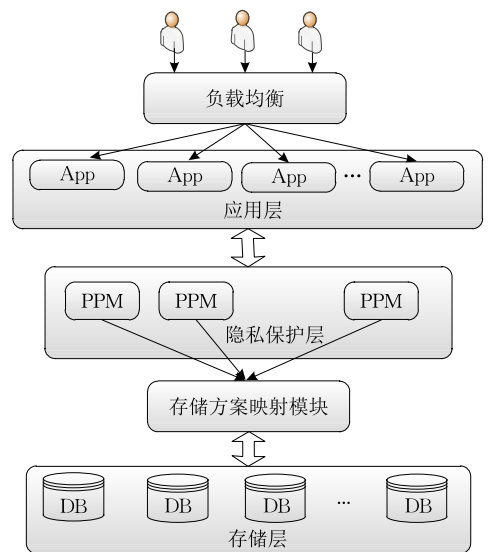 负载均衡
App App App ··· App
应用层
PPM PPM PPM
隐私保护层
存储方案映射模块
DB DB DB ··· DB
存储层